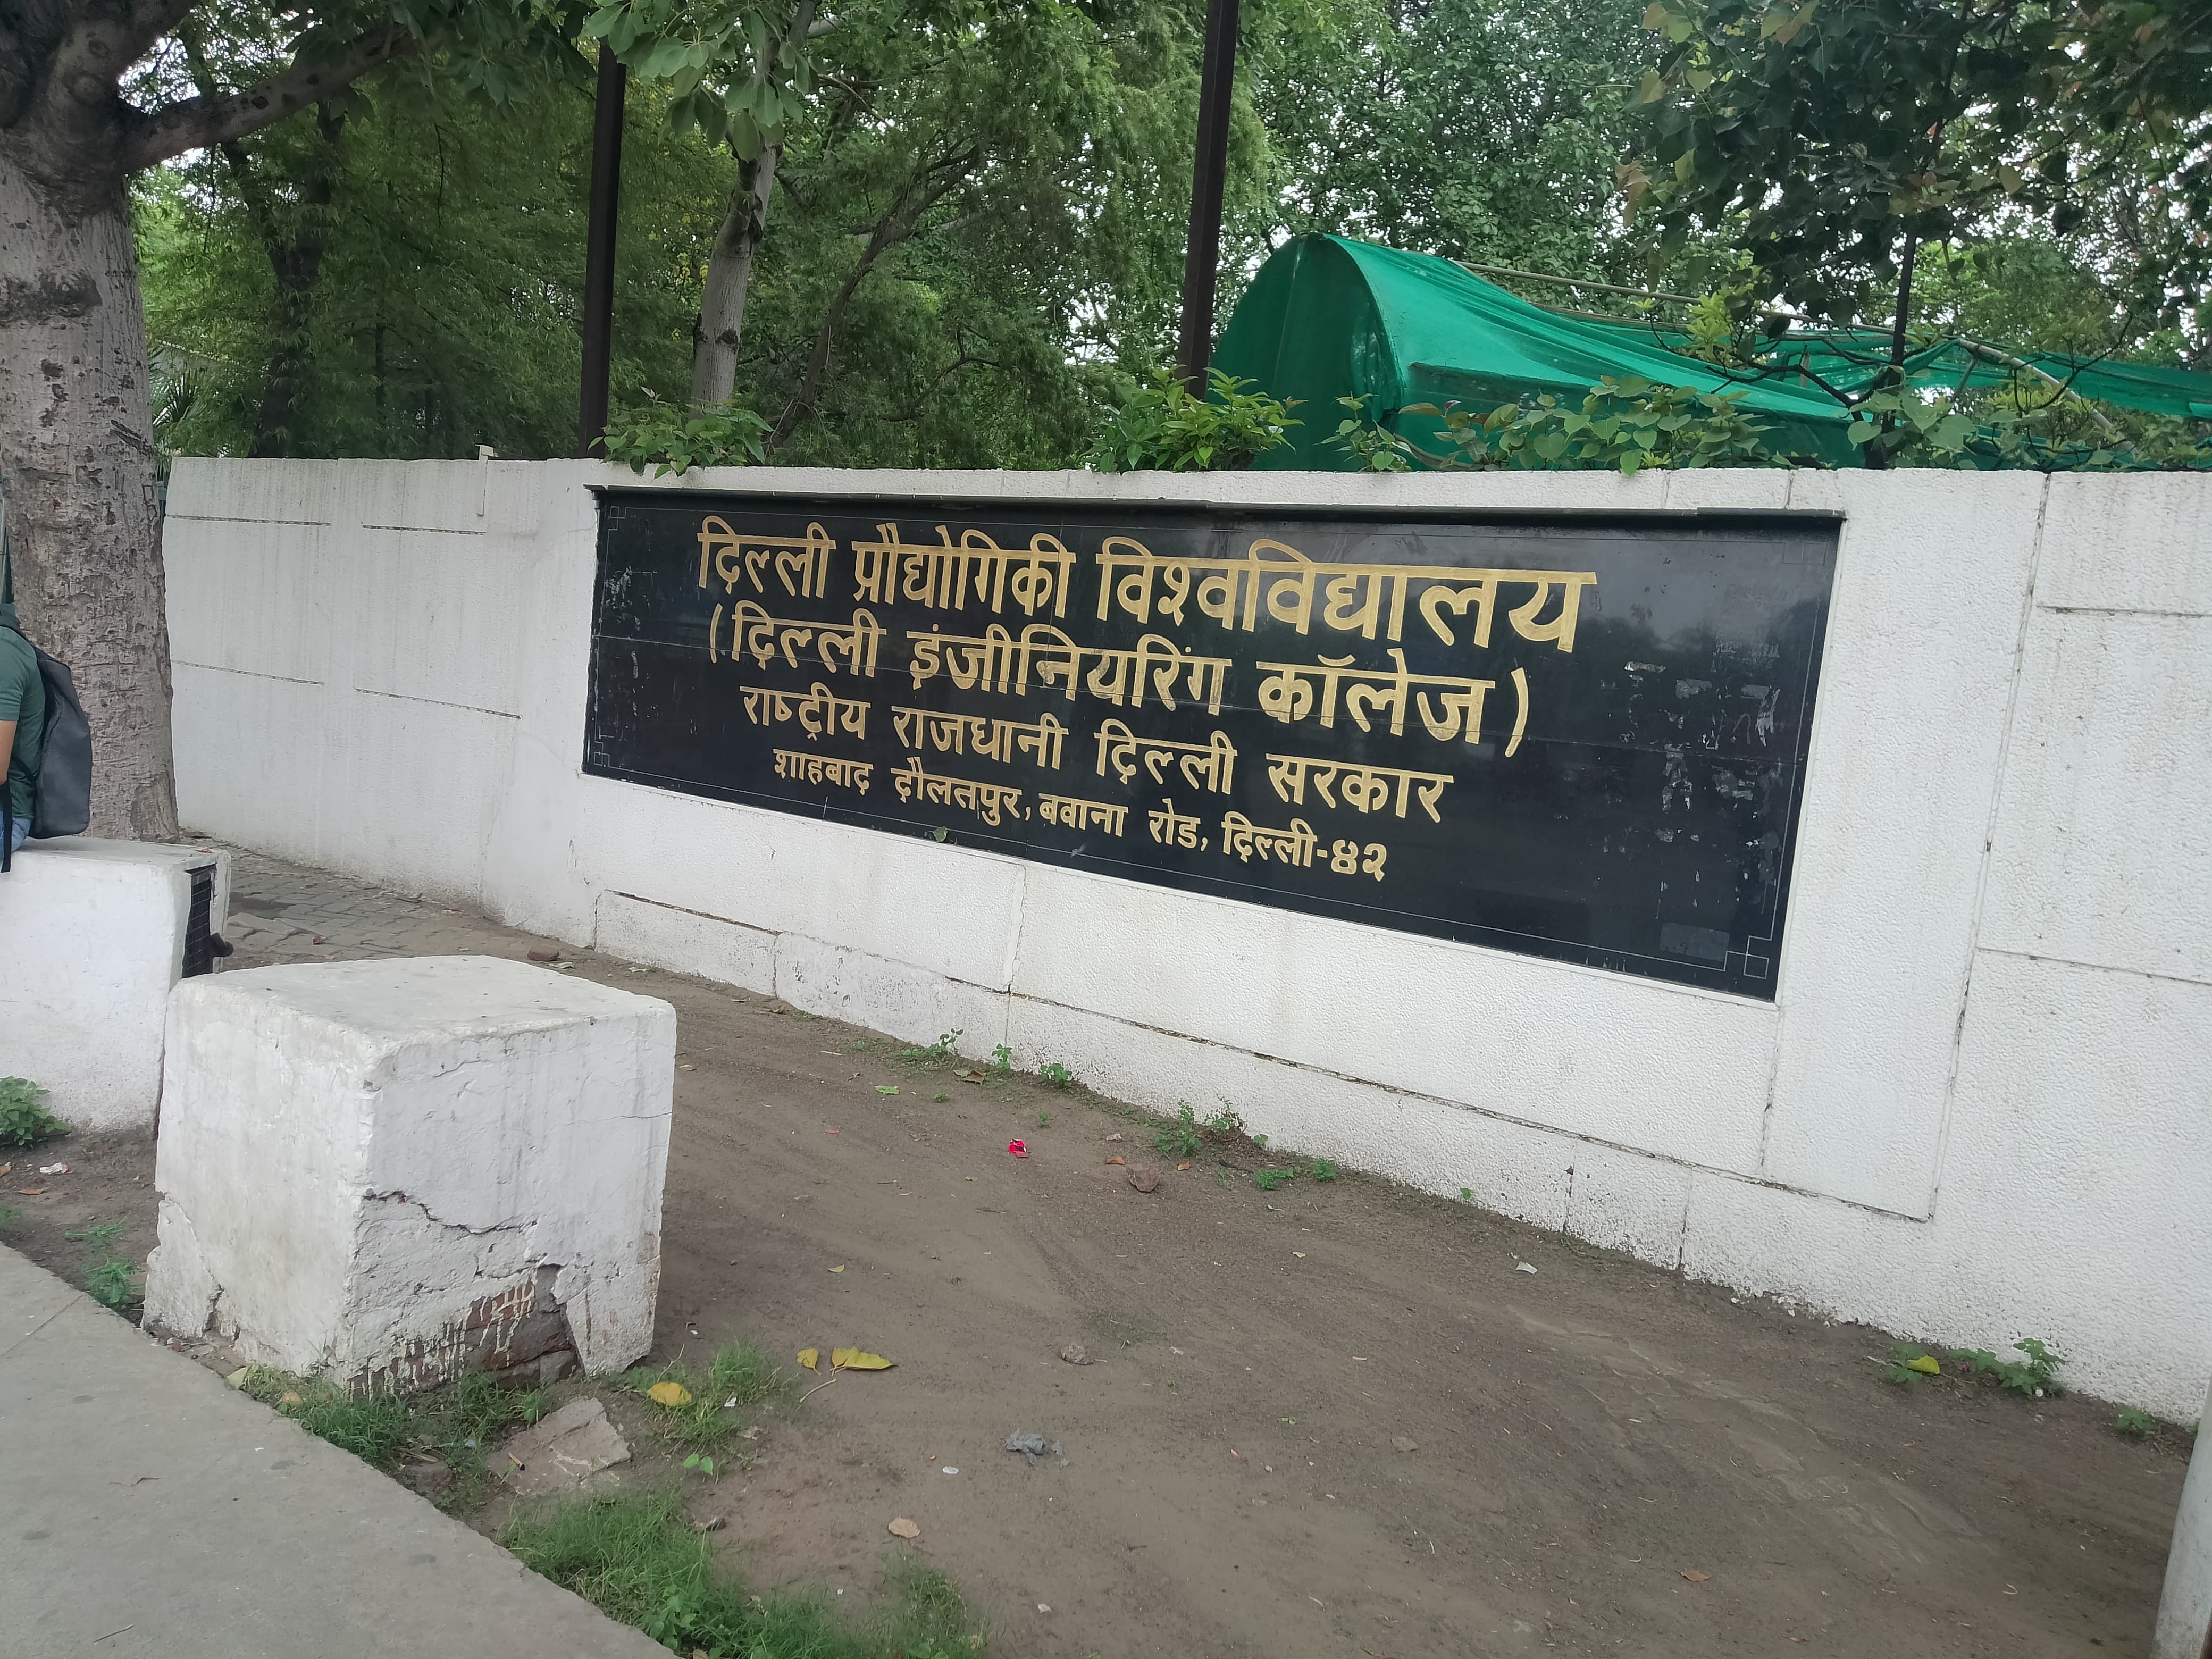 दिल्ली प्रौद्योगिकी विश्वविद्यालय
(दिल्ली इंजीनियरिंग कॉलेज)
राष्ट्रीय राजधानी दिल्ली सरकार
शाहबाद दौलतपुर, बवाना रोड, दिल्ली-४२